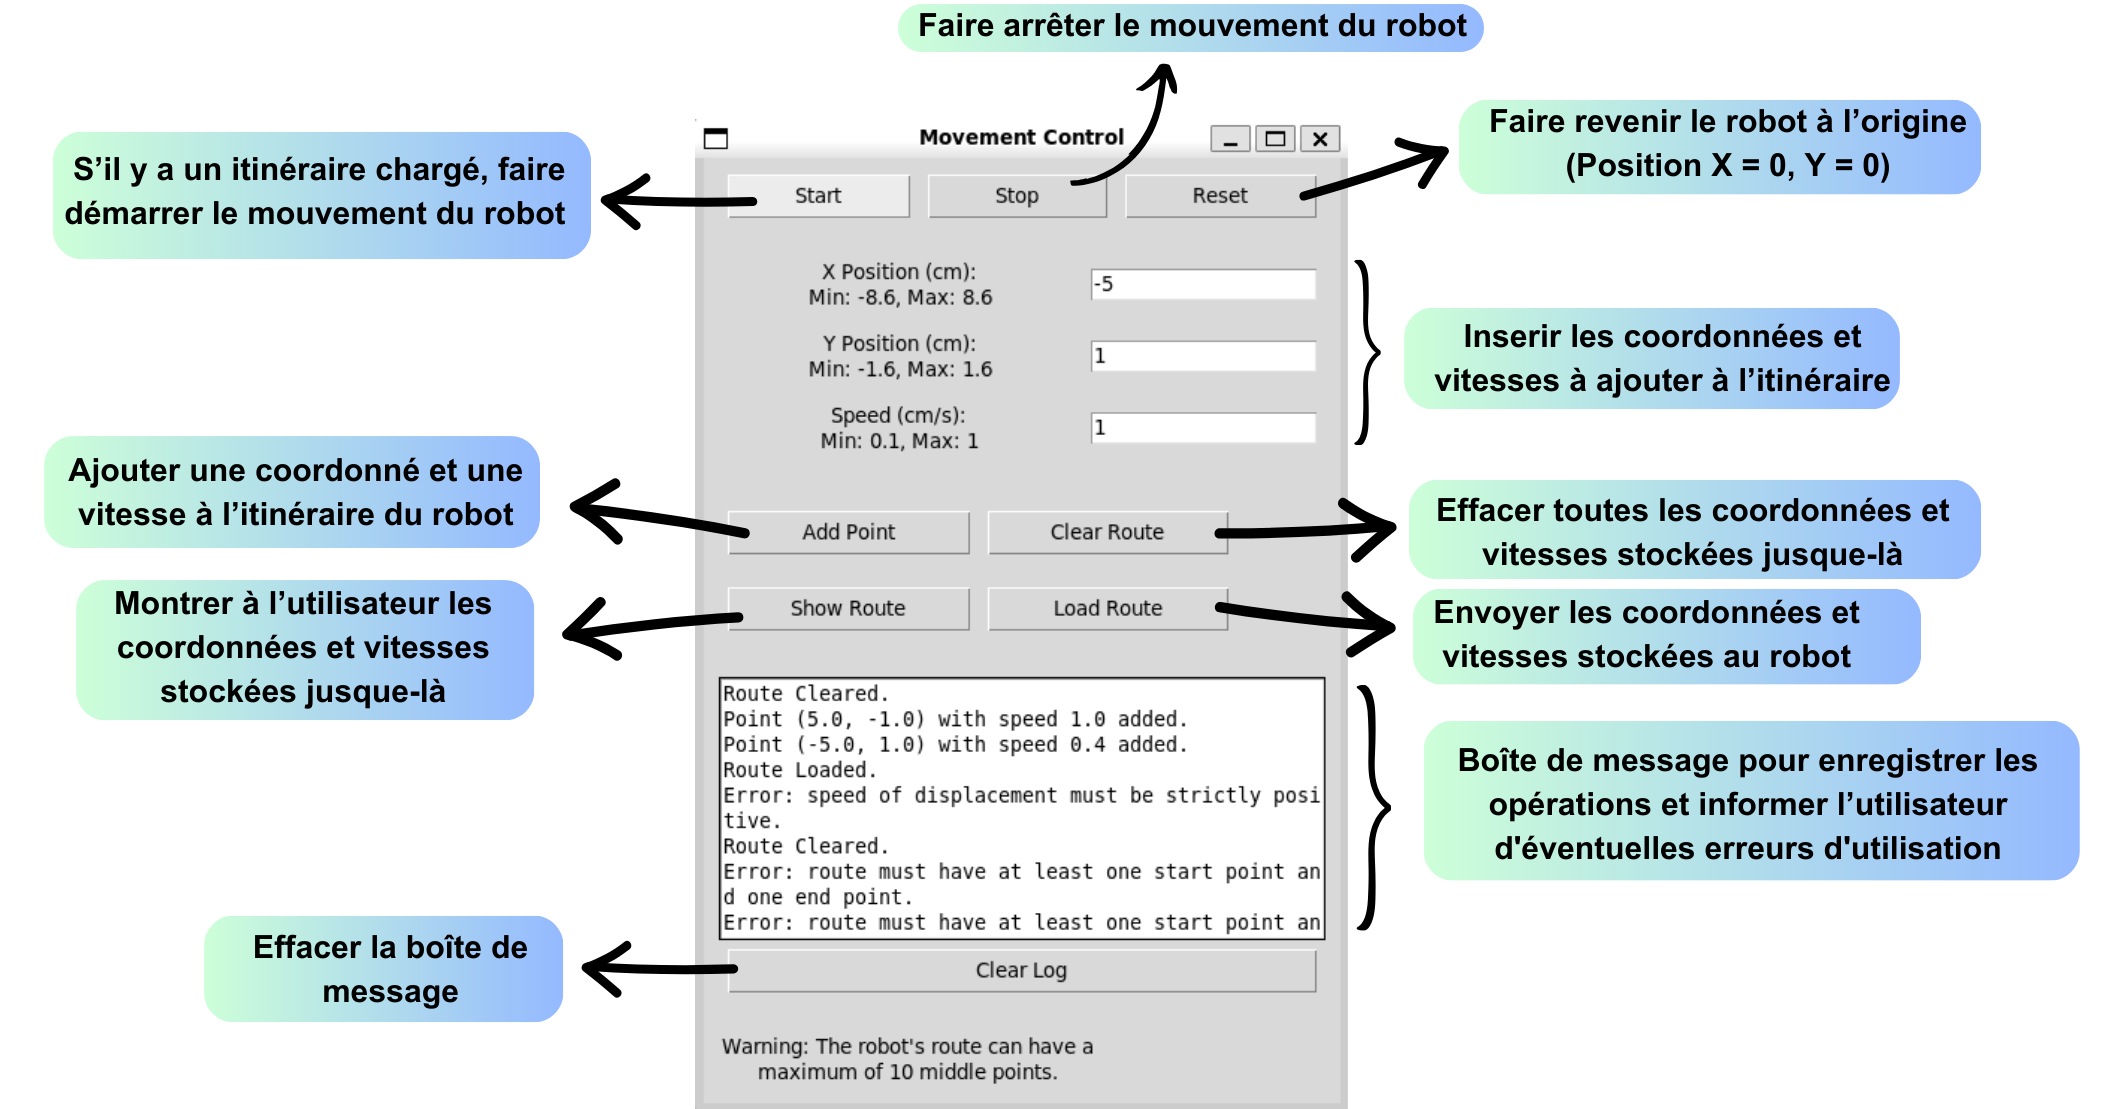 Faire arrêter le mouvement du robot
Faire revenir le robot à l’origine
(Position X = 0, Y = 0)
S’il y a un itinéraire chargé, faire
démarrer le mouvement du robot
Movement Control
Start
Stop
Reset
X Position (cm):
Min: -8.6, Max: 8.6
-5
Y Position (cm):
Min: -1.6, Max: 1.6
1
Speed (cm/s):
Min: 0.1, Max: 1
1
Inserir les coordonnées et
vitesses à ajouter à l’itinéraire
Ajouter une coordonné et une
vitesse à l’itinéraire du robot
Add Point
Clear Route
Effacer toutes les coordonnées et
vitesses stockées jusque-là
Montrer à l’utilisateur les
coordonnées et vitesses
stockées jusque-là
Show Route
Load Route
Envoyer les coordonnées et
vitesses stockées au robot
Route Cleared.
Point (5.0, -1.0) with speed 1.0 added.
Point (-5.0, 1.0) with speed 0.4 added.
Route Loaded.
Error: speed of displacement must be strictly posi
tive.
Route Cleared.
Error: route must have at least one start point an
d one end point.
Error: route must have at least one start point an
Boîte de message pour enregistrer les
opérations et informer l’utilisateur
d'éventuelles erreurs d'utilisation
Effacer la boîte de
message
Clear Log
Warning: The robot's route can have a
maximum of 10 middle points.